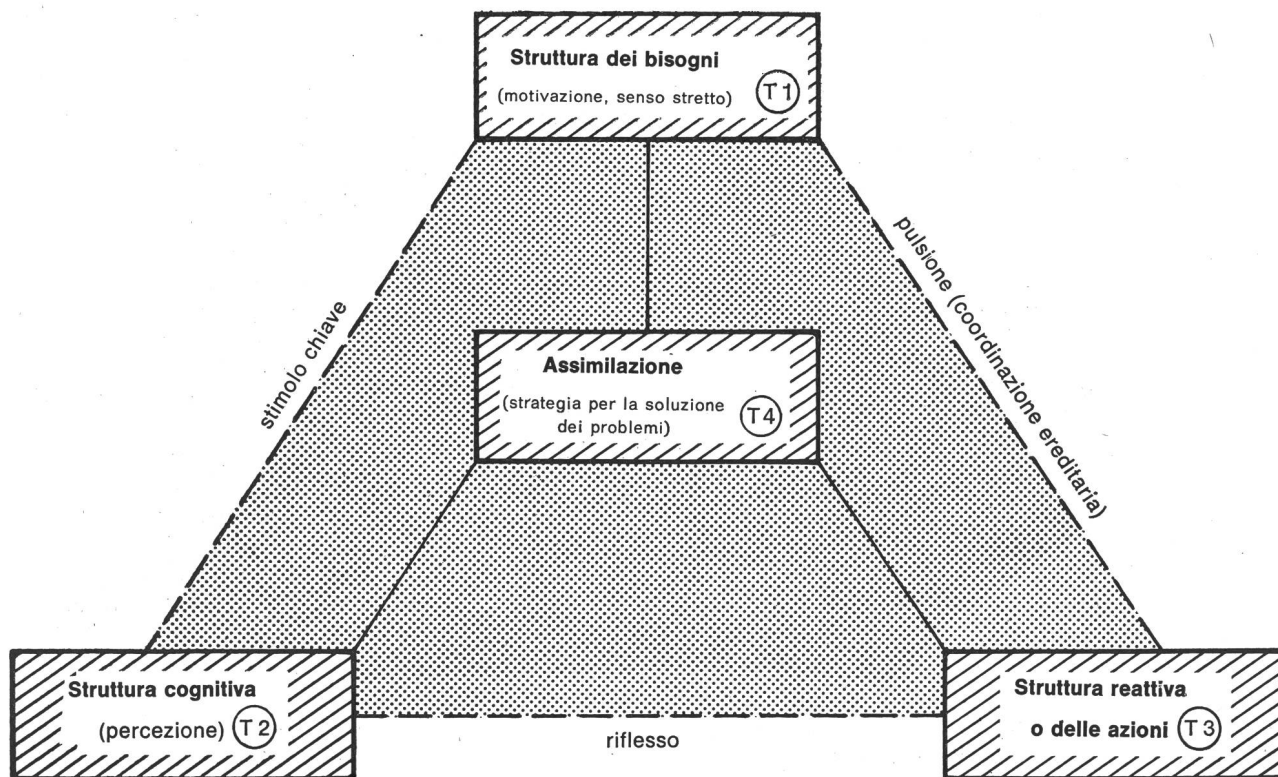 Struttura dei bisogni
(motivazione, senso stretto) T1
stimolo chiave
pulsione (coordinazione ereditaria)
Assimilazione
(strategia per la soluzione
dei problemi) T4
Struttura cognitiva
(percezione) T2
riflesso
Struttura reattiva
o delle azioni T3